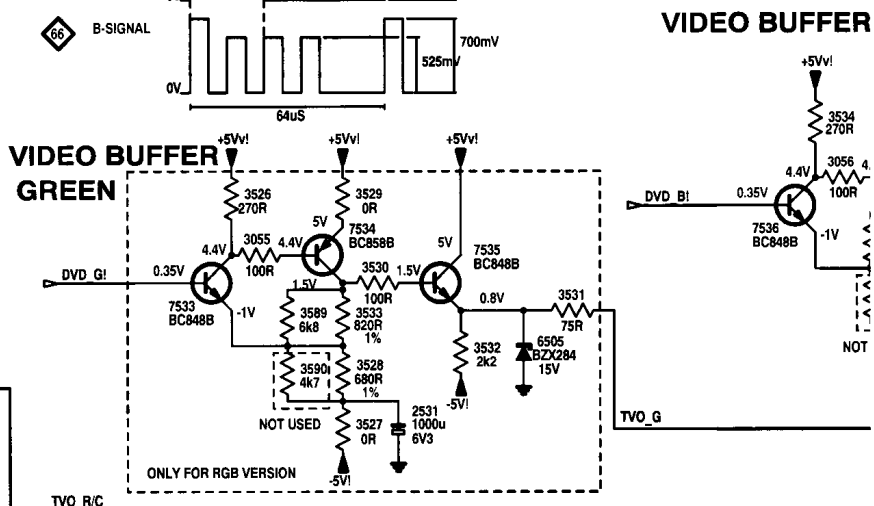 66
B-SIGNAL
0V
700mV
525mV
64uS
VIDEO BUFFER
GREEN
+5Vv!
+5Vv!
+5Vv!
3526
270R
3529
0R
5V
7534
BC858B
4.4V
3055
4.4V
100R
DVD_G!
0.35V
7533
BC848B
-1V
1.5V
3530
100R
1.5V
5V
7535
BC848B
0.8V
3531
75R
3589
6k8
3533
820R
1%
3590
4k7
3528
680R
1%
NOT USED
3527
0R
2531
1000u
6V3
3532
2k2
-5V!
6505
BZX284
15V
-5V!
ONLY FOR RGB VERSION
TVO_G
TVO_R/C
VIDEO BUFFER
+5Vv!
3534
270R
4.4V
3056
4.
100R
DVD_B!
0.35V
7536
BC848B
-1V
NOT